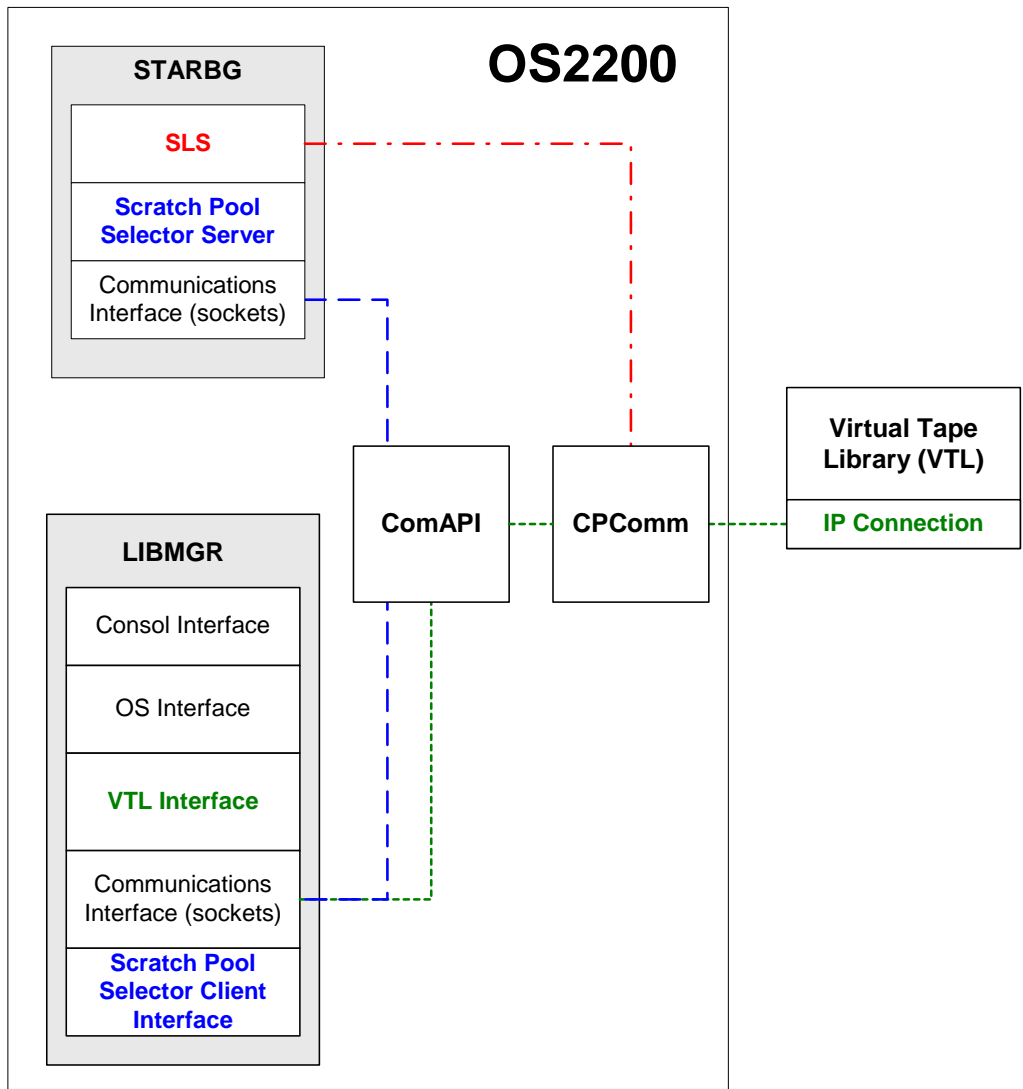 OS2200
STARBG
SLS
Scratch Pool
Selector Server
Communications
Interface (sockets)
ComAPI
CPComm
Virtual Tape
Library (VTL)
IP Connection
LIBMGR
Consol Interface
OS Interface
VTL Interface
Communications
Interface (sockets)
Scratch Pool
Selector Client
Interface